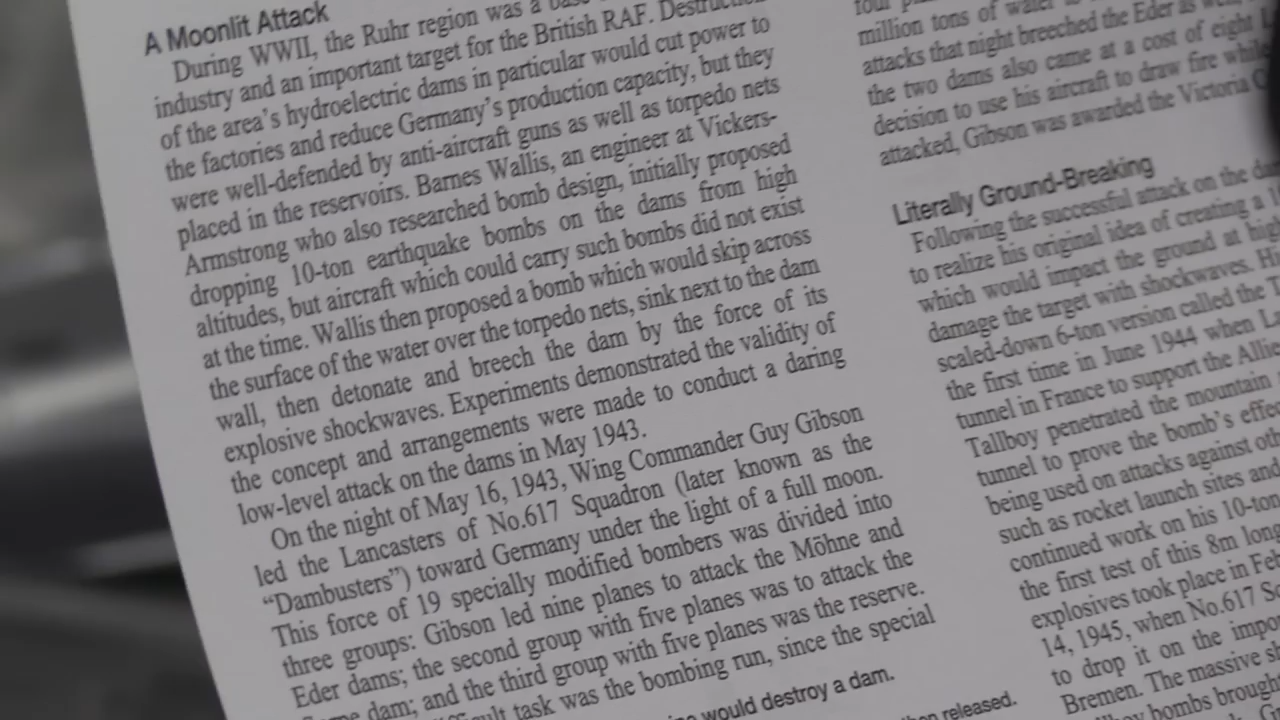 A Moonlit Attack
During WWII, the Ruhr region was a base
industry and an important target for the British RAF. Destruction
of the area's hydroelectric dams in particular would cut power to
the factories and reduce Germany's production capacity, but they
were well-defended by anti-aircraft guns as well as torpedo nets
placed in the reservoirs. Barnes Wallis, an engineer at Vickers-
Armstrong who also researched bomb design, initially proposed
dropping 10-ton earthquake bombs on the dams from high
altitudes, but aircraft which could carry such bombs did not exist
at the time. Wallis then proposed a bomb which would skip across
the surface of the water over the torpedo nets, sink next to the dam
wall, then detonate and breech the dam by the force of its
explosive shockwaves. Experiments demonstrated the validity of
the concept and arrangements were made to conduct a daring
low-level attack on the dams in May 1943.
On the night of May 16, 1943, Wing Commander Guy Gibson
led the Lancasters of No.617 Squadron (later known as the
“Dambusters”) toward Germany under the light of a full moon.
This force of 19 specially modified bombers was divided into
three groups: Gibson led nine planes to attack the Möhne and
Eder dams; the second group with five planes was to attack the
dam; and the third group with five planes was the reserve.
task was the bombing run, since the special
would destroy a dam.
released.
four
million tons of water
attacks that night breeched the Eder as well,
the two dams also came at a cost of eight
decision to use his aircraft to draw fire while
attacked, Gibson was awarded the Victoria
Literally Ground-Breaking
Following the successful attack on the
to realize his original idea of creating a
which would impact the ground at high
damage the target with shockwaves.
scaled-down 6-ton version called the
the first time in June 1944 when
tunnel in France to support the
Tallboy penetrated the mountain
tunnel to prove the bomb's
being used on attacks against
such as rocket launch sites and
continued work on his 10-ton
the first test of this 8m long
explosives took place in
14, 1945, when No.617
to drop it on the
Bremen. The massive
bombs brought